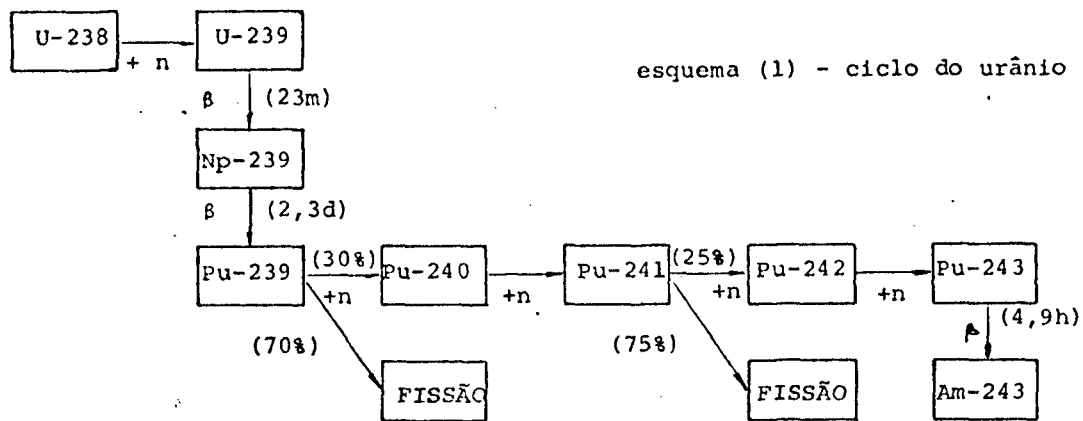 U-238
U-239
+ n
esquema (1) - ciclo do urânio
β (23m)
Np-239
β (2,3d)
Pu-239
(30%)
+n
Pu-240
+n
Pu-241
(25%)
+n
Pu-242
+n
Pu-243
(70%)
(75%)
β (4,9h)
FISSÃO
FISSÃO
Am-243